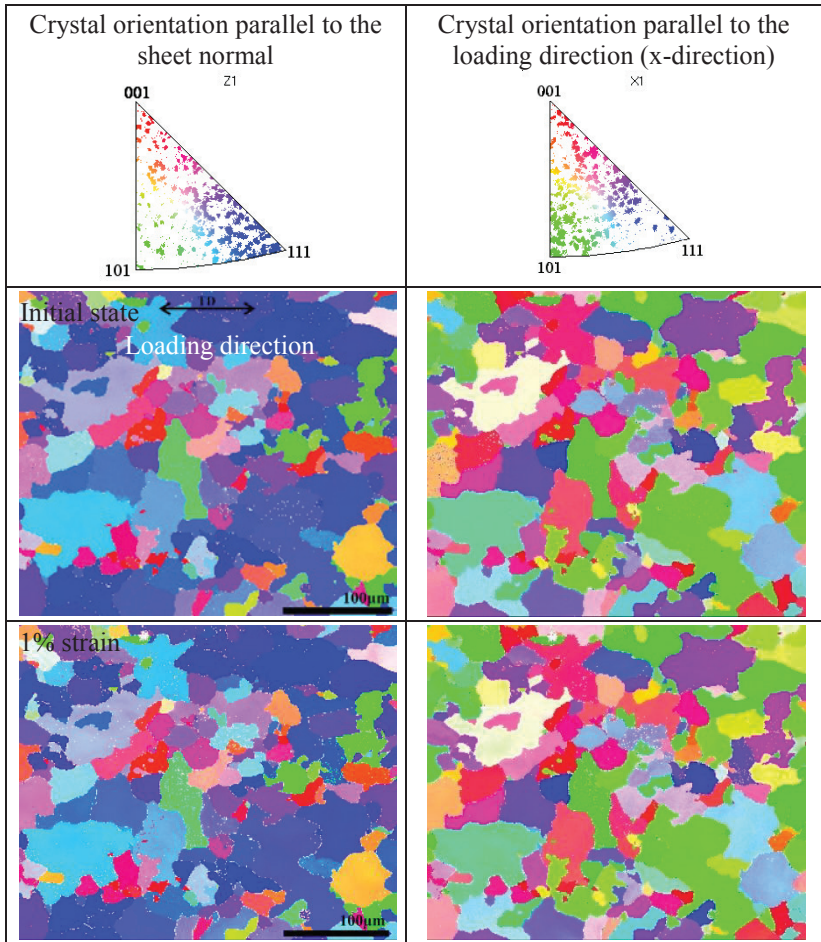 Crystal orientation parallel to the
sheet normal
Z1
001
101
111
Crystal orientation parallel to the
loading direction (x-direction)
X1
001
101
111
Initial state
TD
Loading direction
100µm
1% strain
100µm